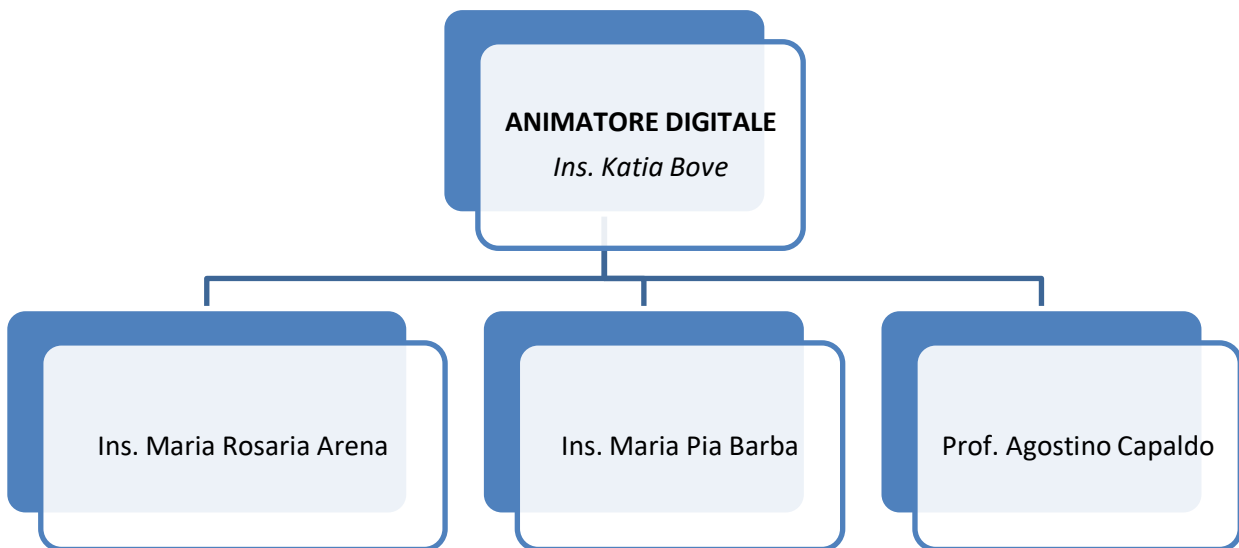 ANIMATORE DIGITALE
Ins. Katia Bove
Ins. Maria Rosaria Arena
Ins. Maria Pia Barba
Prof. Agostino Capaldo